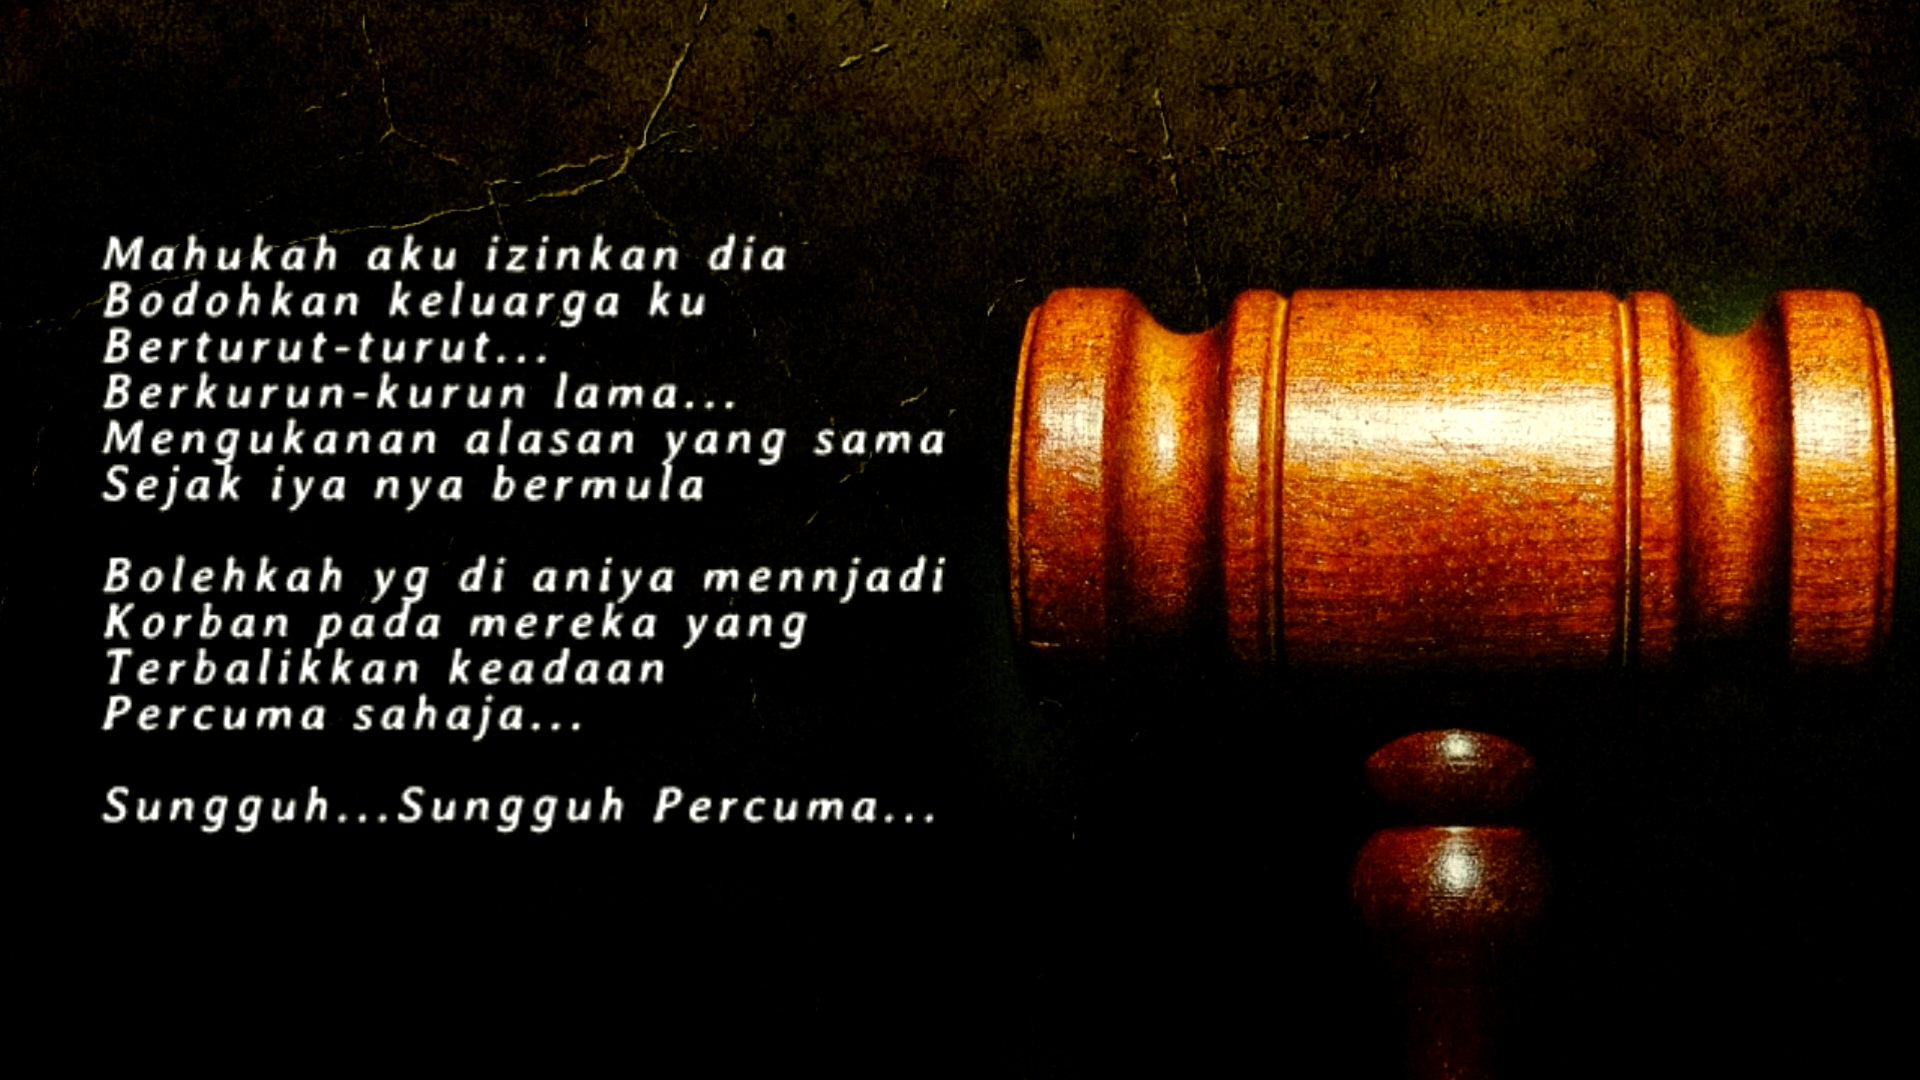 Mahukah aku izinkan dia
Bodohkan keluarga ku
Berturut-turut...
Berkurun-kurun lama...
Mengukanan alasan yang sama
Sejak iya nya bermula
Bolehkah yg di aniya mennjadi
Korban pada mereka yang
Terbalikkan keadaan
Percuma sahaja...
Sungguh...Sungguh Percuma...